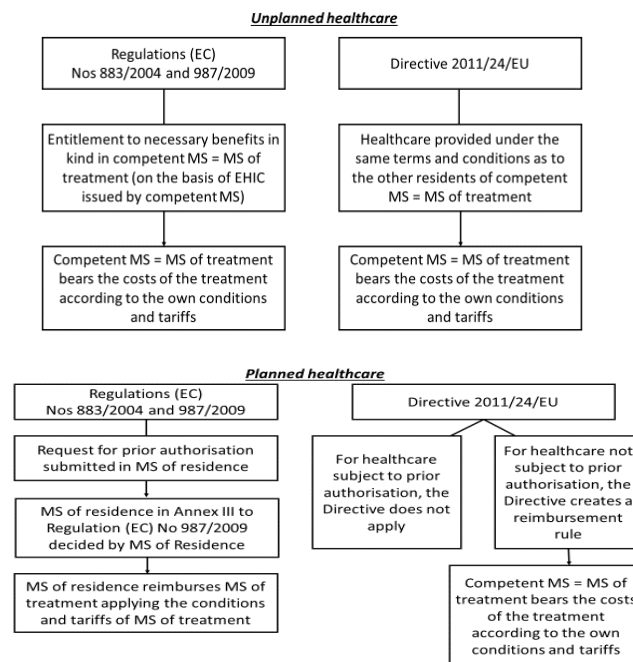 Unplanned healthcare
Regulations (EC)
Nos 883/2004 and 987/2009
Directive 2011/24/EU
Entitlement to necessary benefits in
kind in competent MS = MS of
treatment (on the basis of EHIC
issued by competent MS)
Healthcare provided under the
same terms and conditions as to
the other residents of competent
MS = MS of treatment
Competent MS = MS of treatment
bears the costs of the treatment
according to the own conditions
and tariffs
Competent MS = MS of treatment
bears the costs of the treatment
according to the own conditions
and tariffs
Planned healthcare
Regulations (EC)
Nos 883/2004 and 987/2009
Directive 2011/24/EU
Request for prior authorisation
submitted in MS of residence
MS of residence in Annex III to
Regulation (EC) No 987/2009
decided by MS of Residence
MS of residence reimburses MS of
treatment applying the conditions
and tariffs of MS of treatment
For healthcare
subject to prior
authorisation, the
Directive does not
apply
For healthcare not
subject to prior
authorisation, the
Directive creates a
reimbursement
rule
Competent MS = MS of
treatment bears the costs
of the treatment
according to the own
conditions and tariffs